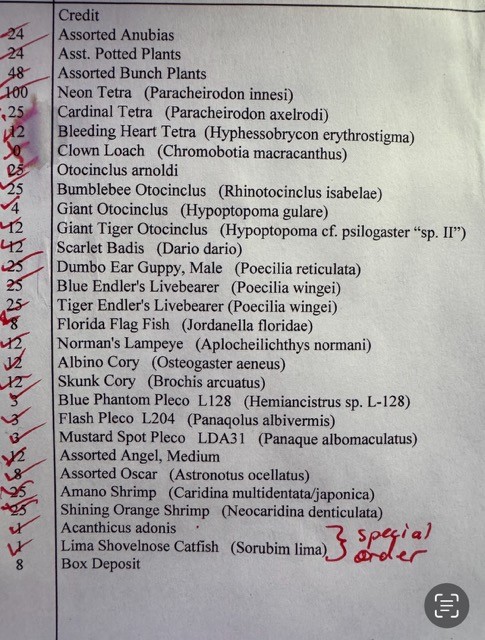 Credit
24 Assorted Anubias
24 Asst. Potted Plants
48 Assorted Bunch Plants
100 Neon Tetra (Paracheirodon innesi)
25 Cardinal Tetra (Paracheirodon axelrodi)
12 Bleeding Heart Tetra (Hyphessobrycon erythrostigma)
Clown Loach (Chromobotia macracanthus)
25 Otocinclus arnoldi
25 Bumblebee Otocinclus (Rhinotocinclus isabelae)
4 Giant Otocinclus (Hypoptopoma gulare)
12 Giant Tiger Otocinclus (Hypoptopoma cf. psilogaster “sp. II”)
12 Scarlet Badis (Dario dario)
25 Dumbo Ear Guppy, Male (Poecilia reticulata)
25 Blue Endler's Livebearer (Poecilia wingei)
25 Tiger Endler's Livebearer (Poecilia wingei)
8 Florida Flag Fish (Jordanella floridae)
12 Norman's Lampeye (Aplocheilichthys normani)
12 Albino Cory (Osteogaster aeneus)
12 Skunk Cory (Brochis arcuatus)
3 Blue Phantom Pleco L128 (Hemiancistrus sp. L-128)
3 Flash Pleco L204 (Panaqolus albivermis)
3 Mustard Spot Pleco LDA31 (Panaque albomaculatus)
12 Assorted Angel, Medium
8 Assorted Oscar (Astronotus ocellatus)
25 Amano Shrimp (Caridina multidentata/japonica)
25 Shining Orange Shrimp (Neocaridina denticulata)
1 Acanthicus adonis
1 Lima Shovelnose Catfish (Sorubim lima)
special
order
8 Box Deposit